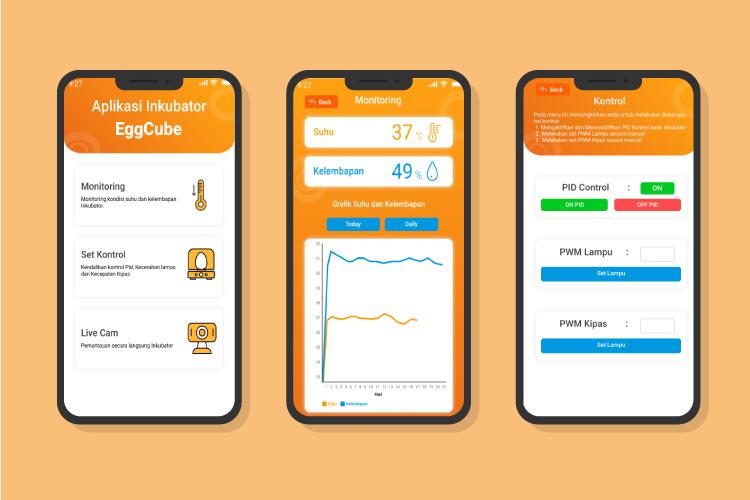 9:27
Aplikasi Inkubator
EggCube
Monitoring
Monitoring kondisi suhu dan kelembapan
Inkubator.
Set Kontrol
Kendalikan kontrol Pid, Kecerahan lampu
dan Kecepatan Kipas
Live Cam
Pemantauan secara langsung Inkubator
9:27
Back
Monitoring
Suhu
37 °C
Kelembapan
49 %
Grafik Suhu dan Kelembapan
Today
Daily
1 2 3 4 5 6 7 8 9 10 11 12 13 14 15 16 17 18 19 20 21
Hari
Suhu
Kelembapan
Back
Kontrol
Pada menu ini memungkinkan anda untuk melakukan Beberapa
hal berikut:
1. Mengaktifkan dan Menonaktifkan PID Kontrol pada inkubator
2. Melakukan set PWM Lampu secara manual
3. Melakukan set PWM Kipas secara manual
PID Control : ON
ON PID
OFF PID
PWM Lampu :
Set Lampu
PWM Kipas :
Set Lampu